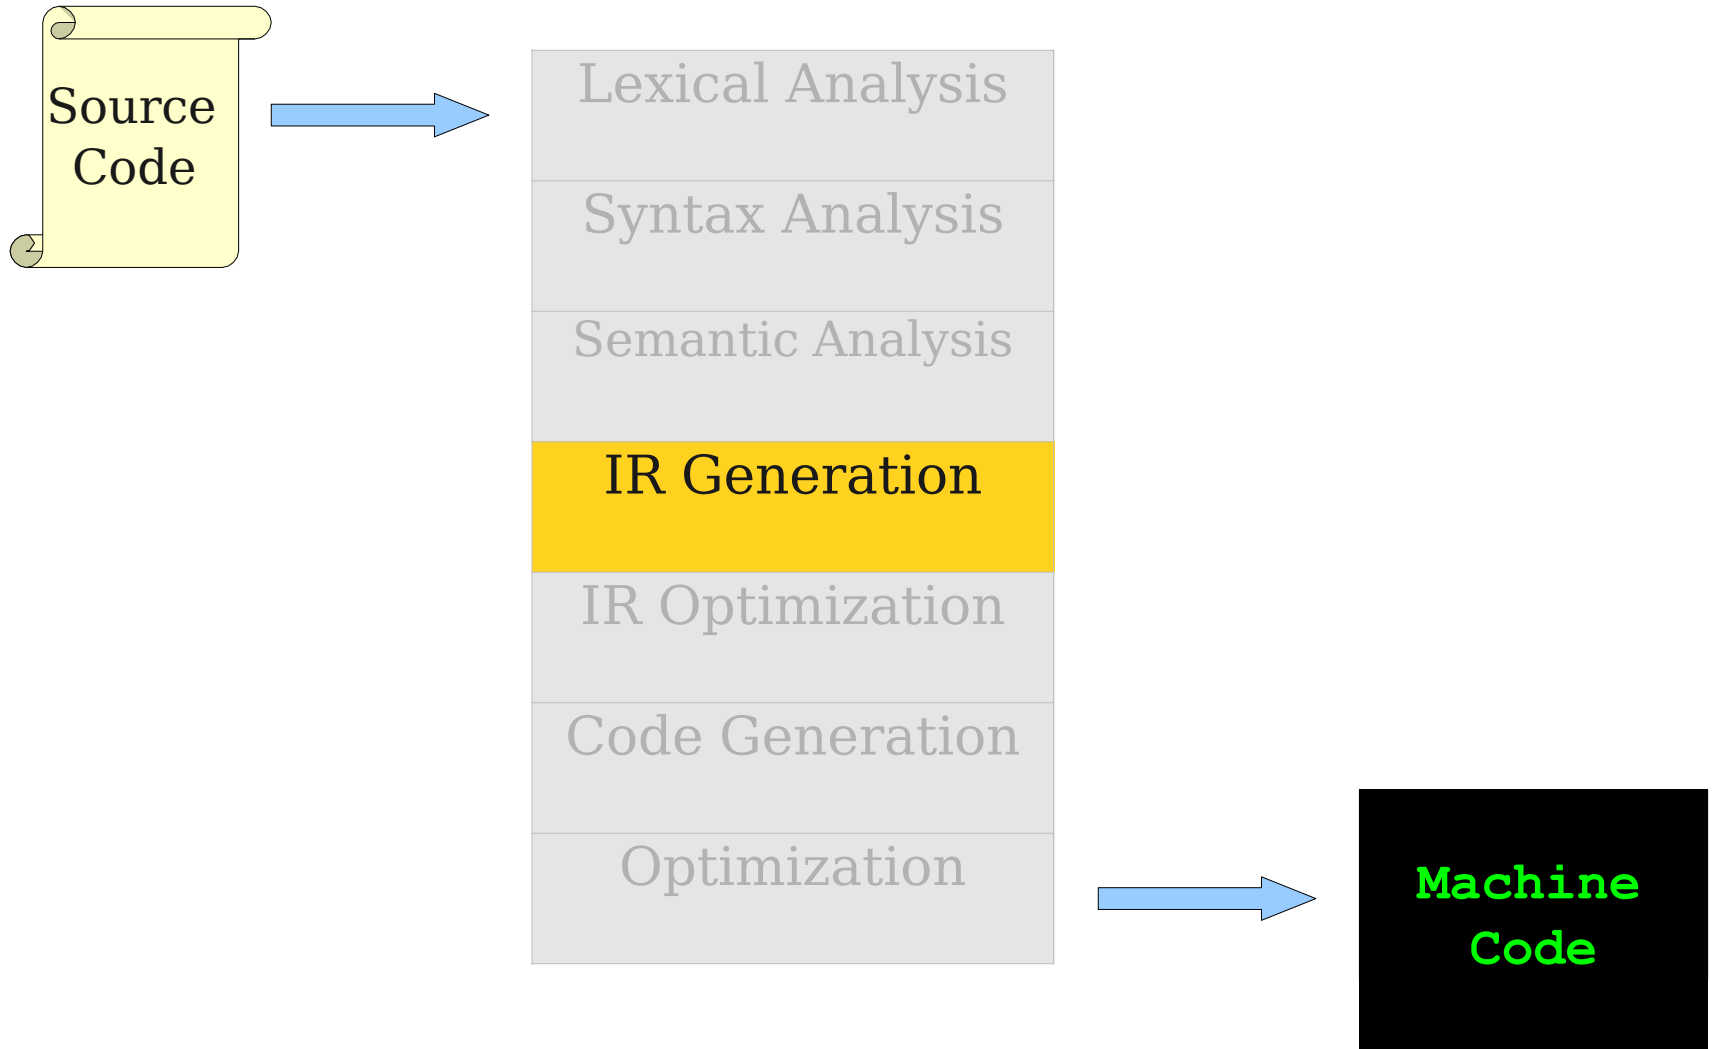 Source
Code
Lexical Analysis
Syntax Analysis
Semantic Analysis
IR Generation
IR Optimization
Code Generation
Optimization
Machine
Code